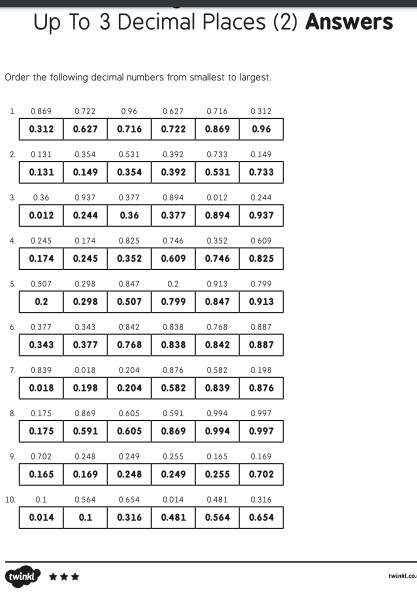 Up To 3 Decimal Places (2) Answers
Order the following decimal numbers from smallest to largest.
1. 0.869 0.722 0.96 0.627 0.716 0.312
0.312 0.627 0.716 0.722 0.869 0.96
2. 0.131 0.354 0.531 0.392 0.733 0.149
0.131 0.149 0.354 0.392 0.531 0.733
3. 0.36 0.937 0.377 0.894 0.012 0.244
0.012 0.244 0.36 0.377 0.894 0.937
4. 0.245 0.174 0.825 0.746 0.352 0.609
0.174 0.245 0.352 0.609 0.746 0.825
5. 0.507 0.298 0.847 0.2 0.913 0.799
0.2 0.298 0.507 0.799 0.847 0.913
6. 0.377 0.343 0.842 0.838 0.768 0.887
0.343 0.377 0.768 0.838 0.842 0.887
7. 0.839 0.018 0.204 0.876 0.582 0.198
0.018 0.198 0.204 0.582 0.839 0.876
8. 0.175 0.869 0.605 0.591 0.994 0.997
0.175 0.591 0.605 0.869 0.994 0.997
9. 0.702 0.248 0.249 0.255 0.165 0.169
0.165 0.169 0.248 0.249 0.255 0.702
10. 0.1 0.564 0.654 0.014 0.481 0.316
0.014 0.1 0.316 0.481 0.564 0.654
twinkl twinkl.co.